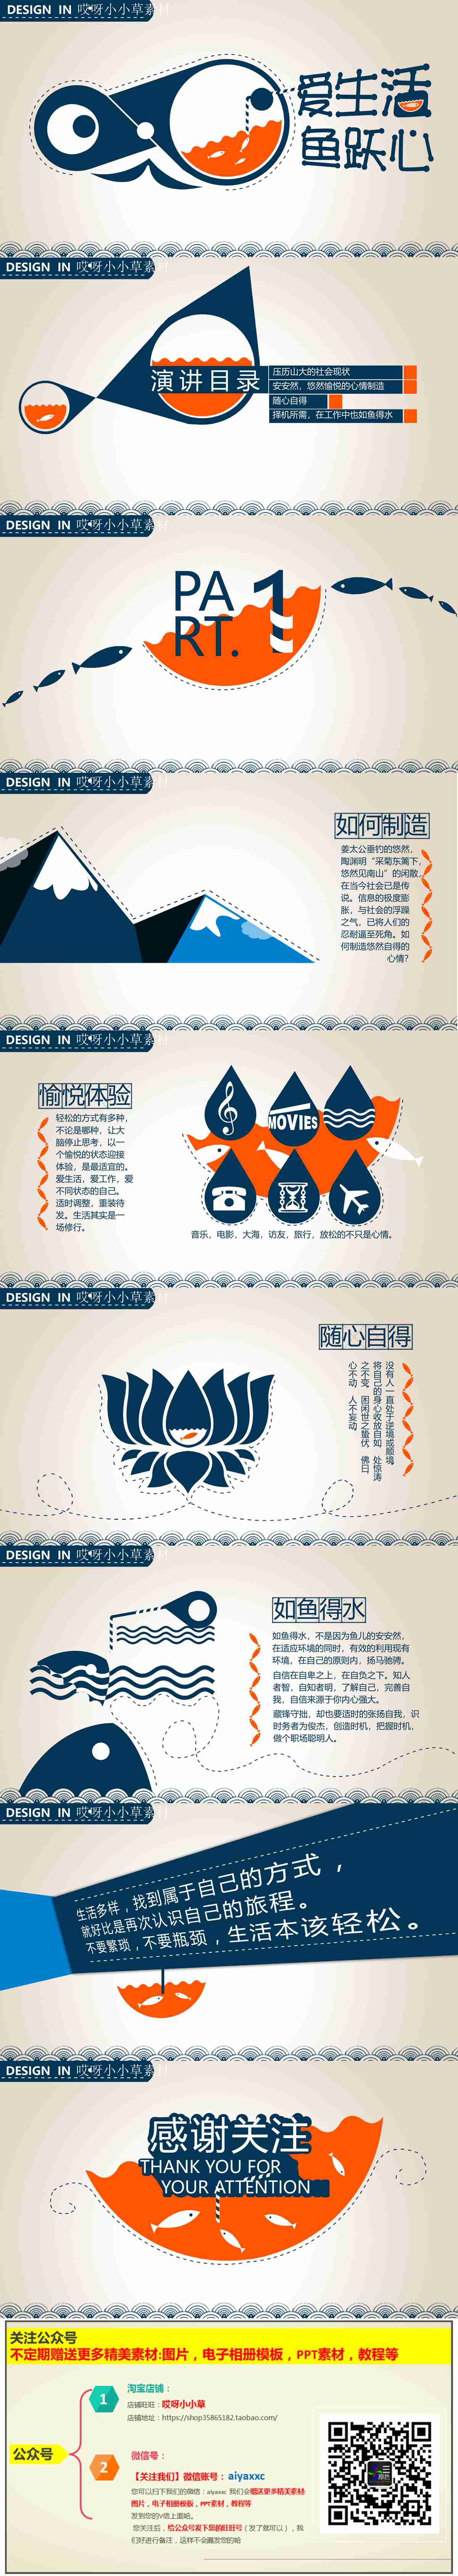 DESIGN IN 哎呀小小草素材
爱生活
鱼跃心
DESIGN IN 哎呀小小草素材
演讲目录
压历山大的社会现状
安安然，悠然愉悦的心情制造
随心自得
择机所需，在工作中也如鱼得水
DESIGN IN 哎呀小小草素材
PA
RT.
1
DESIGN IN 哎呀小小草素材
如何制造
姜太公垂钓的悠然，
陶渊明“采菊东篱下，
悠然见南山”的闲散，
在当今社会已是传
说。信息的极度膨
胀，与社会的浮躁
之气，已将人们的
忍耐逼至死角。如
何制造悠然自得的
心情？
DESIGN IN 哎呀小小草素材
愉悦体验
轻松的方式有多种，
不论是哪种，让大
脑停止思考，以一
个愉悦的状态迎接
体验，是最适宜的。
爱生活，爱工作，爱
不同状态的自己。
适时调整，重装待
发。生活其实是一
场修行。
MOVIES
音乐，电影，大海，访友，旅行，放松的不只是心情。
DESIGN IN 哎呀小小草素材
随心自得
没有人一直处于逆境或顺境，
将自己的身心收放自如，处惊涛
之不变，困闲世之蛰伏，佛曰，
心不动，人不妄动
DESIGN IN 哎呀小小草素材
如鱼得水
如鱼得水，不是因为鱼儿的安安然，
在适应环境的同时，有效的利用现有
环境，在自己的原则内，扬马驰骋。
自信在自卑之上，在自负之下。知人
者智，自知者明，了解自己，完善自
我，自信来源于你内心强大。
藏锋守拙，却也要适时的张扬自我，识
时务者为俊杰，创造时机，把握时机，
做个职场聪明人。
DESIGN IN 哎呀小小草素材
生活多样，找到属于自己的方式，
就好比是再次认识自己的旅程。
不要繁琐，不要瓶颈，生活本该轻松。
DESIGN IN 哎呀小小草素材
感谢关注
THANK YOU FOR
YOUR ATTENTION
关注公众号
不定期赠送更多精美素材:图片，电子相册模板，PPT素材，教程等
公众号
1
淘宝店铺：
店铺旺旺：哎呀小小草
店铺地址：https://shop35865182.taobao.com/
2
微信号：
【关注我们】微信账号：aiyaxxc
您可以扫下我们的微信：aiyaxxc 我们会赠送更多精美素材:
图片，电子相册模板，PPT素材，教程等
发到您的V信上面哈。
您关注后，给公众号发下您的旺旺号（发了就可以），我
们好进行备注，这样不会漏发您的哈